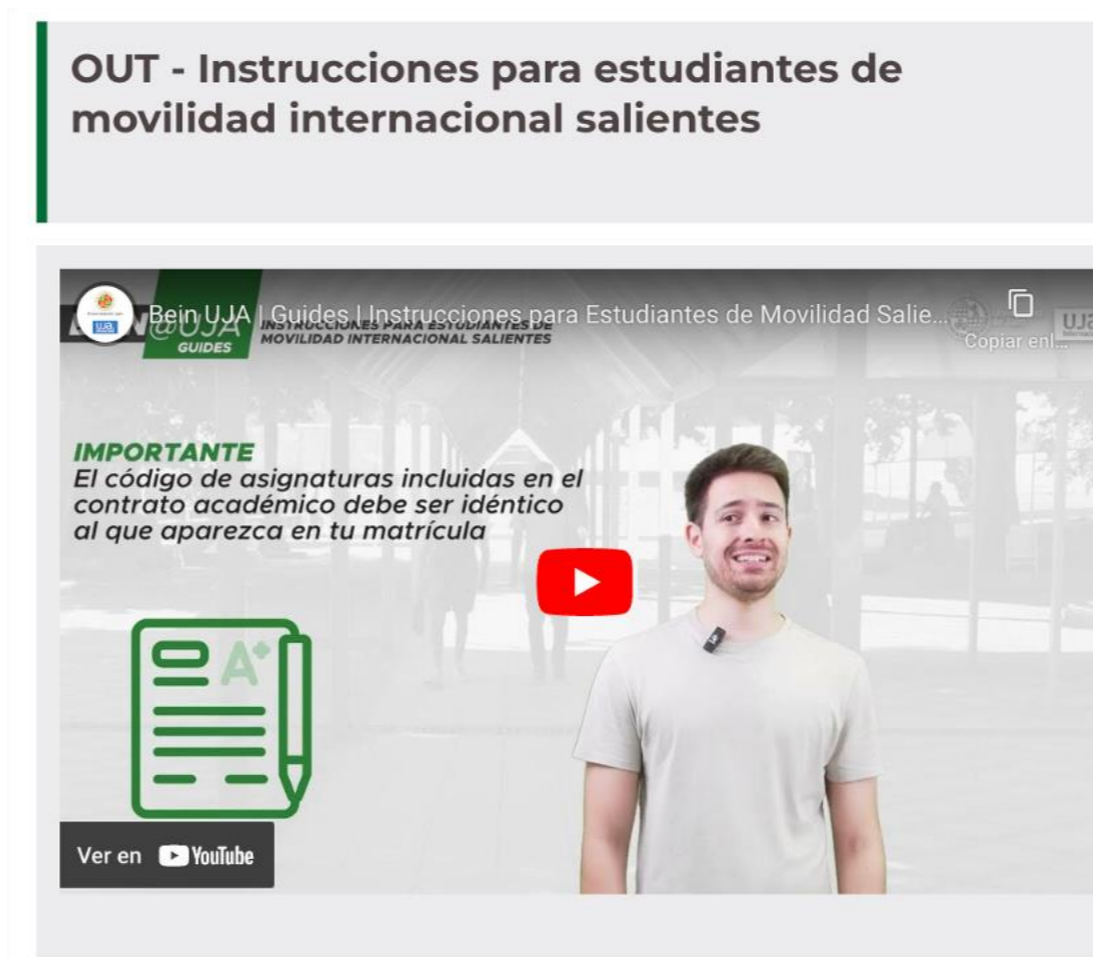 OUT - Instrucciones para estudiantes de
movilidad internacional salientes
Bein UJA | Guides | Instrucciones para Estudiantes de Movilidad Salie...
Copiar enl...
@UJA
GUIDES
INSTRUCCIONES PARA ESTUDIANTES DE
MOVILIDAD INTERNACIONAL SALIENTES
IMPORTANTE
El código de asignaturas incluidas en el
contrato académico debe ser idéntico
al que aparezca en tu matrícula
A+
Ver en YouTube